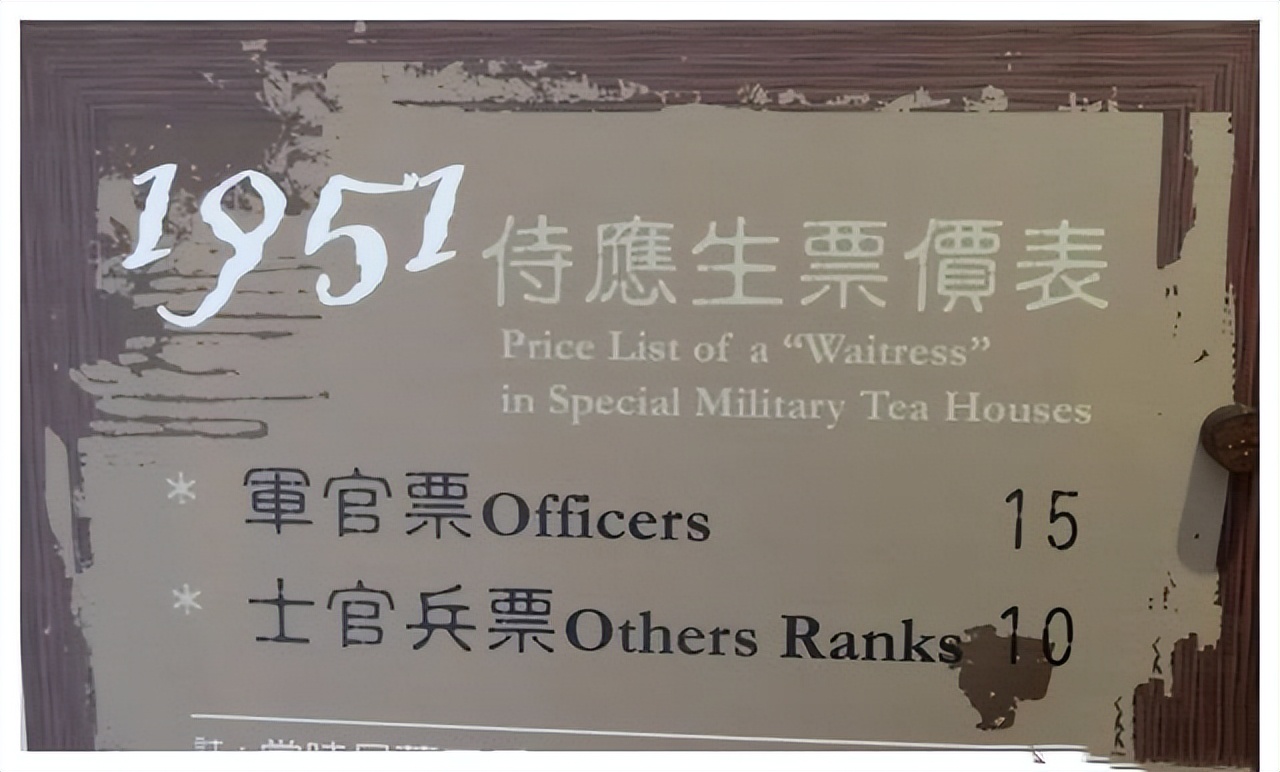 1951 侍應生票價表
Price List of a “Waitress”
in Special Military Tea Houses
* 軍官票Officers 15
* 士官兵票Others Ranks 10